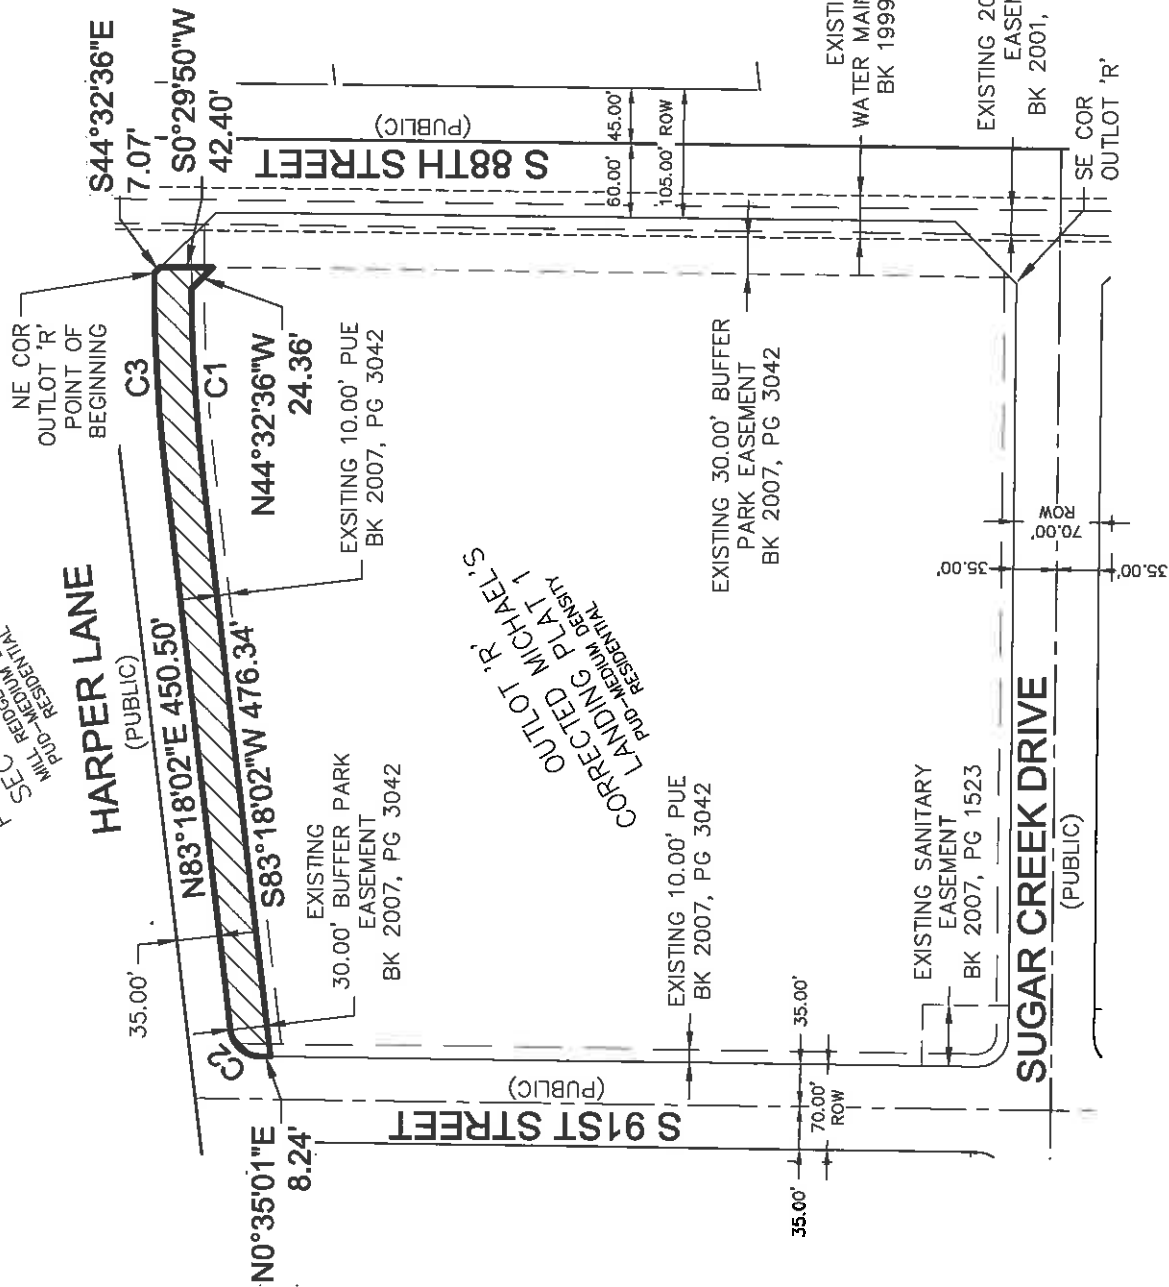 S44°32'36"E
7.07'
S0°29'50"W
42.40'
NE COR
OUTLOT 'R'
POINT OF
BEGINNING
C3
C1
N44°32'36"W
24.36'
EXSITING 10.00' PUE
BK 2007, PG 3042
S 88TH STREET
(PUBLIC)
60.00'
45.00'
105.00' ROW
WATER MAIN
BK 1999
BK 2001,
SE COR
OUTLOT 'R'
EXISTING 30.00' BUFFER
PARK EASEMENT
BK 2007, PG 3042
SEC
PUD-MEDIUM
RESIDENTIAL
HARPER LANE
(PUBLIC)
N83°18'02"E 450.50'
S83°18'02"W 476.34'
35.00'
C2
EXISTING
30.00' BUFFER PARK
EASEMENT
BK 2007, PG 3042
OUTLOT 'R'
CORRECTED MICHAEL'S
LANDING PLAT 1
PUD-MEDIUM DENSITY
RESIDENTIAL
EXISTING 10.00' PUE
BK 2007, PG 3042
EXISTING SANITARY
EASEMENT
BK 2007, PG 1523
SUGAR CREEK DRIVE
(PUBLIC)
35.00'
70.00'
ROW
35.00'
N0°35'01"E
8.24'
S 91ST STREET
(PUBLIC)
35.00'
70.00'
ROW
35.00'